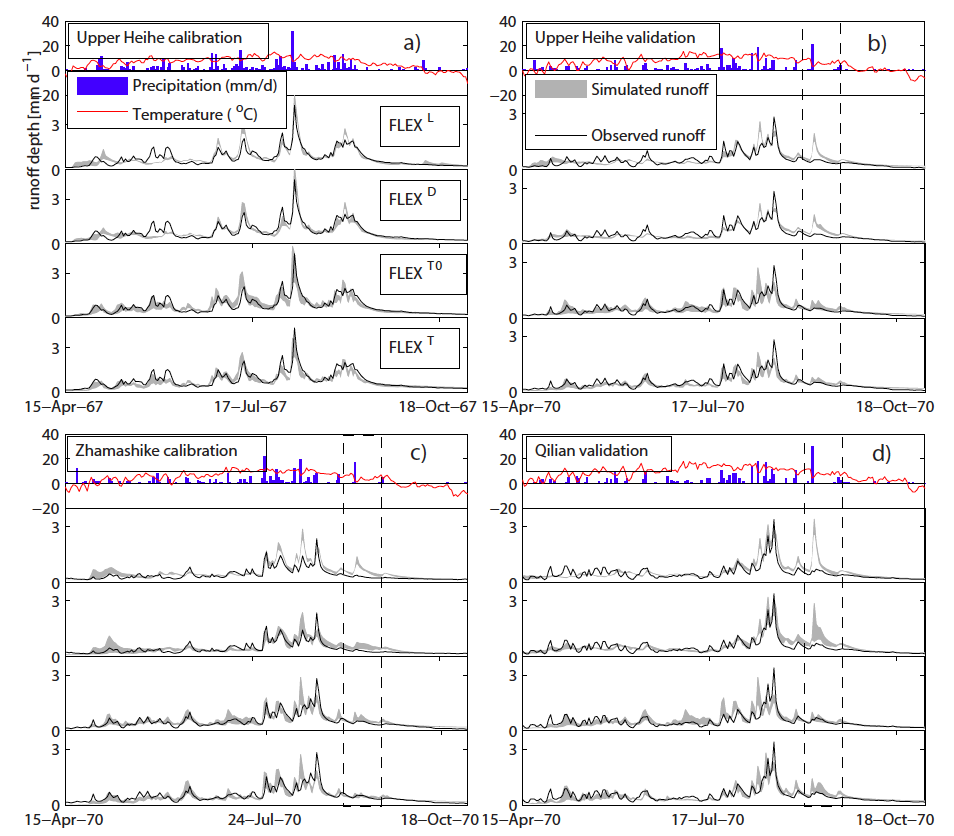 40
20
0
20
3
0
3
0
3
0
3
0
runoff depth [mm d⁻¹]
Upper Heihe calibration
a)
Precipitation (mm/d)
Temperature ( °C)
FLEX L
FLEX D
FLEX T0
FLEX T
15–Apr–67
17–Jul–67
18–Oct–67
40
20
0
−20
3
0
3
0
3
0
3
0
Upper Heihe validation
b)
Simulated runoff
Observed runoff
15–Apr–70
17–Jul–70
18–Oct–70
40
20
0
−20
3
0
3
0
3
0
3
0
Zhamashike calibration
c)
15–Apr–70
24–Jul–70
18–Oct–70
40
20
0
−20
3
0
3
0
3
0
3
0
Qilian validation
d)
15–Apr–70
17–Jul–70
18–Oct–70